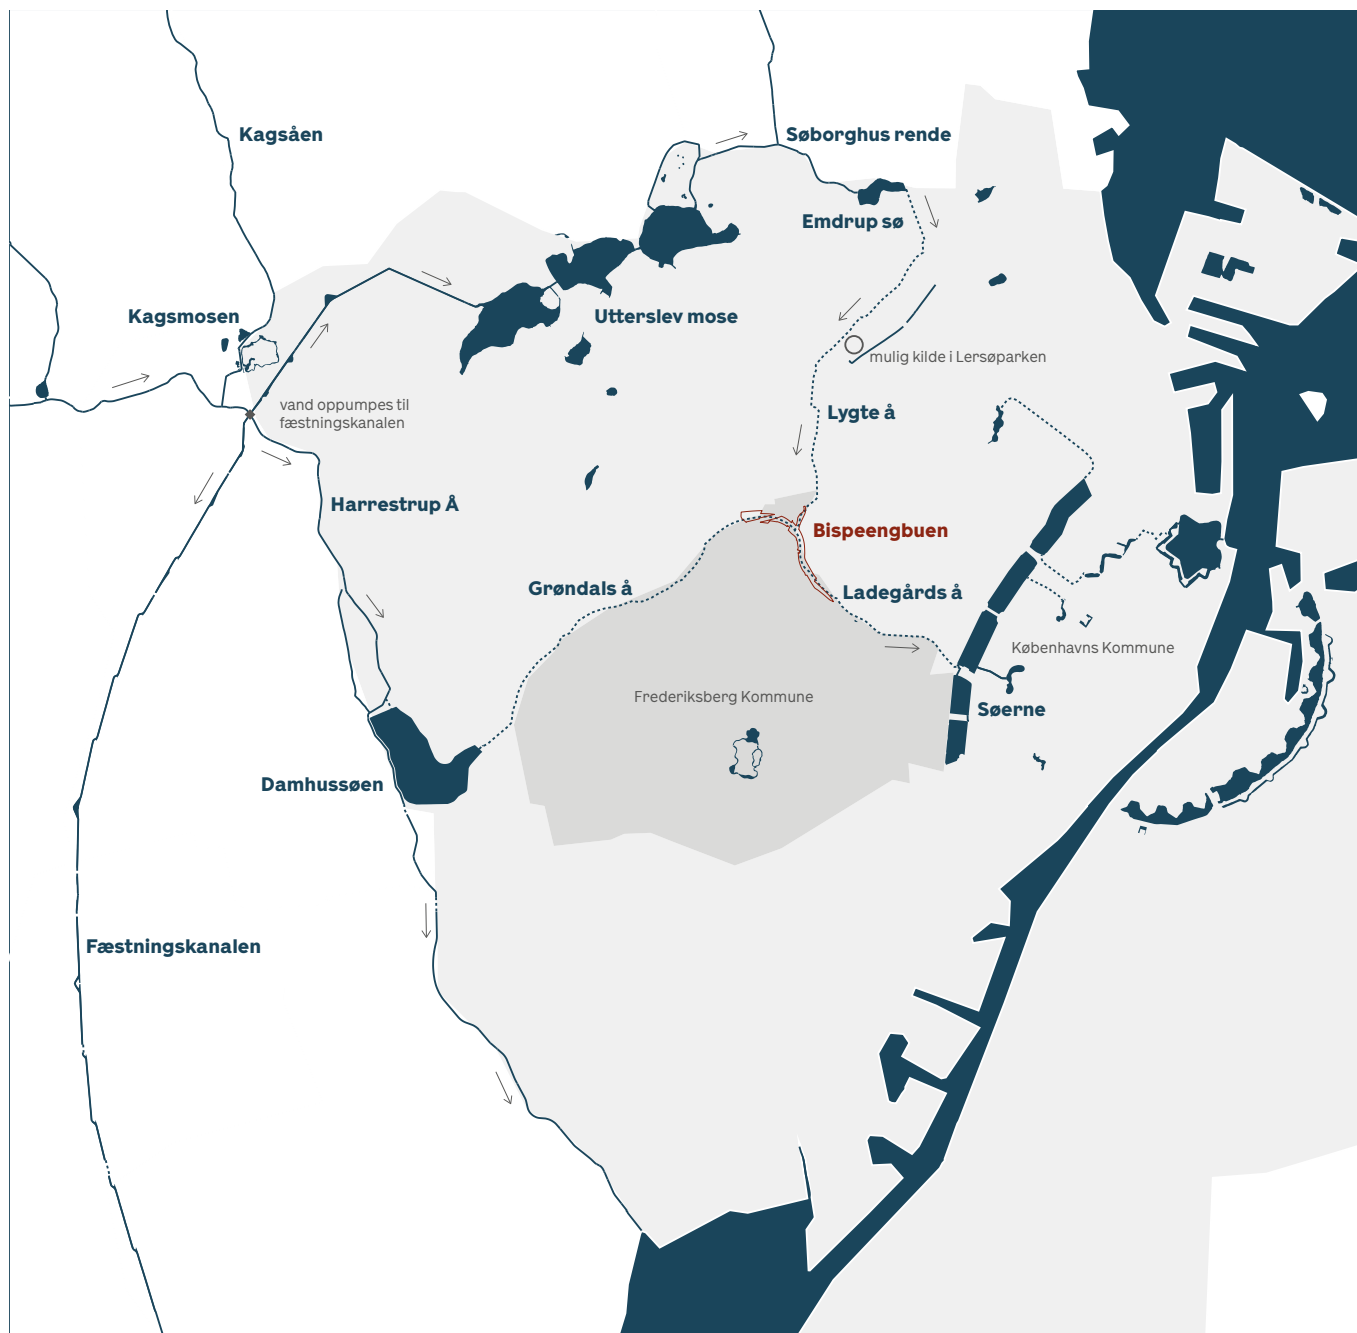 Kagsåen
Søborghus rende
Emdrup sø
Kagsmosen
Utterslev mose
mulig kilde i Lersøparken
vand oppumpes til
fæstningskanalen
Lygte å
Harrestrup Å
Bispeengbuen
Grøndals å
Ladegårds å
Københavns Kommune
Frederiksberg Kommune
Søerne
Damhussøen
Fæstningskanalen